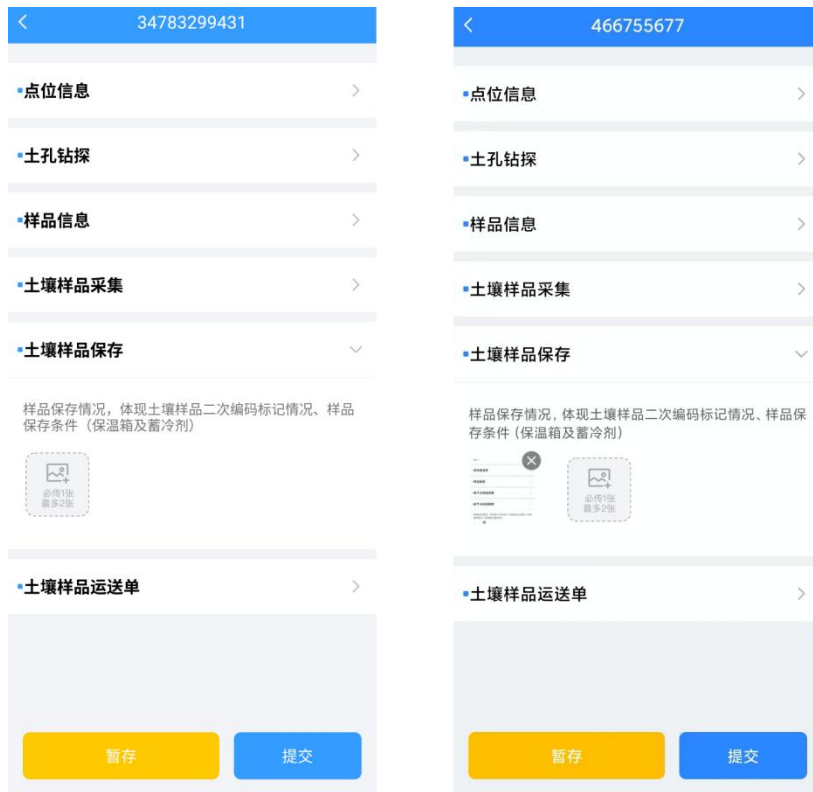 34783299431
点位信息
土孔钻探
样品信息
土壤样品采集
土壤样品保存
样品保存情况，体现土壤样品二次编码标记情况、样品
保存条件（保温箱及蓄冷剂）
必传1张
最多2张
土壤样品运送单
暂存
提交
466755677
点位信息
土孔钻探
样品信息
土壤样品采集
土壤样品保存
样品保存情况，体现土壤样品二次编码标记情况、样品保
存条件（保温箱及蓄冷剂）
必传1张
最多2张
土壤样品运送单
暂存
提交